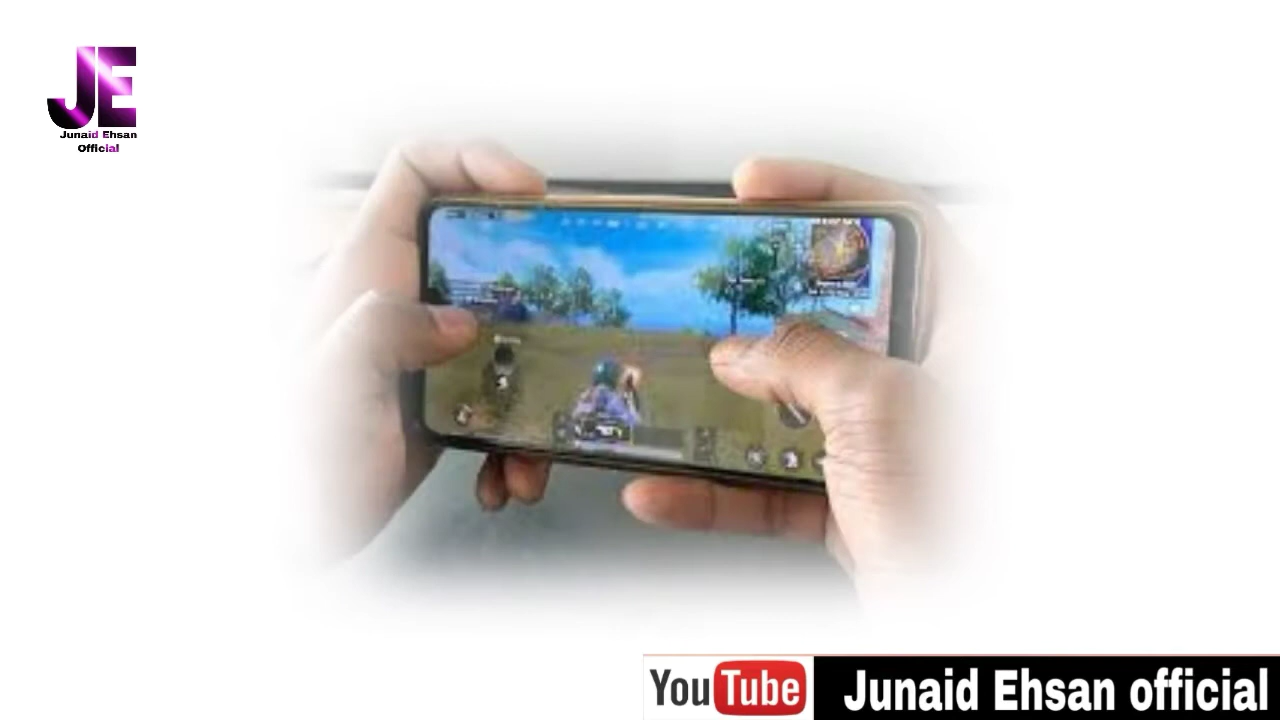 JE
Junaid Ehsan
Official
YouTube
Junaid Ehsan official